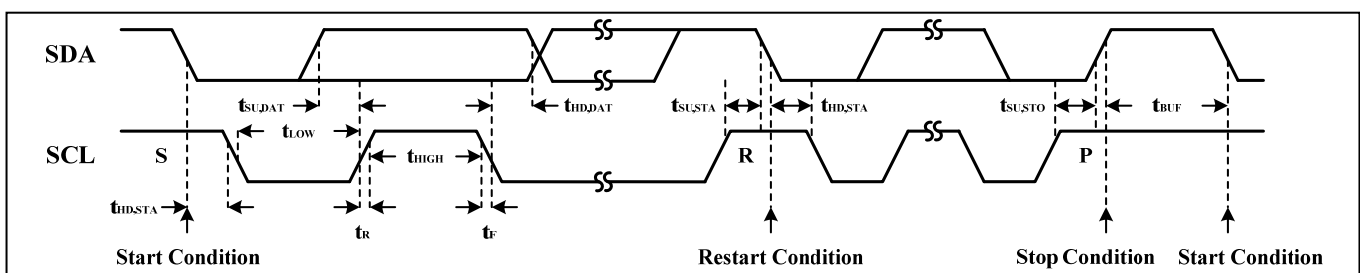 SDA
tSU,DAT
tHD,DAT
tSU,STA
tHD,STA
tSU,STO
tBUF
tLOW
SCL
S
tHIGH
R
P
tHD,STA
tR
tF
Start Condition
Restart Condition
Stop Condition
Start Condition